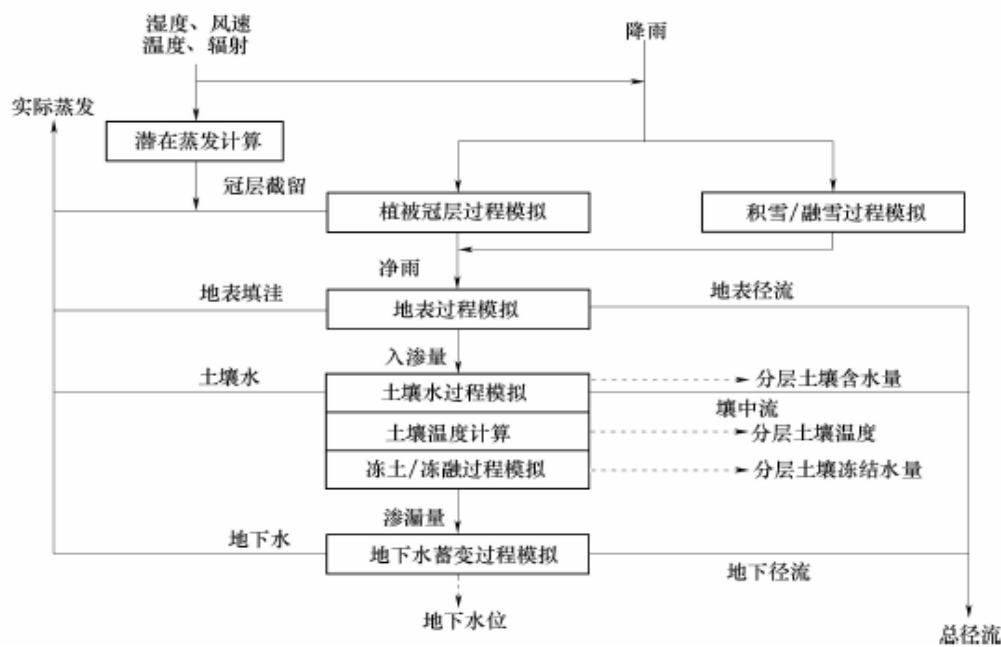 湿度、风速
温度、辐射
降雨
实际蒸发
潜在蒸发计算
冠层截留
植被冠层过程模拟
积雪/融雪过程模拟
净雨
地表填洼
地表过程模拟
地表径流
入渗量
土壤水
土壤水过程模拟
分层土壤含水量
壤中流
土壤温度计算
分层土壤温度
冻土/冻融过程模拟
分层土壤冻结水量
渗漏量
地下水
地下水蓄变过程模拟
地下径流
地下水位
总径流